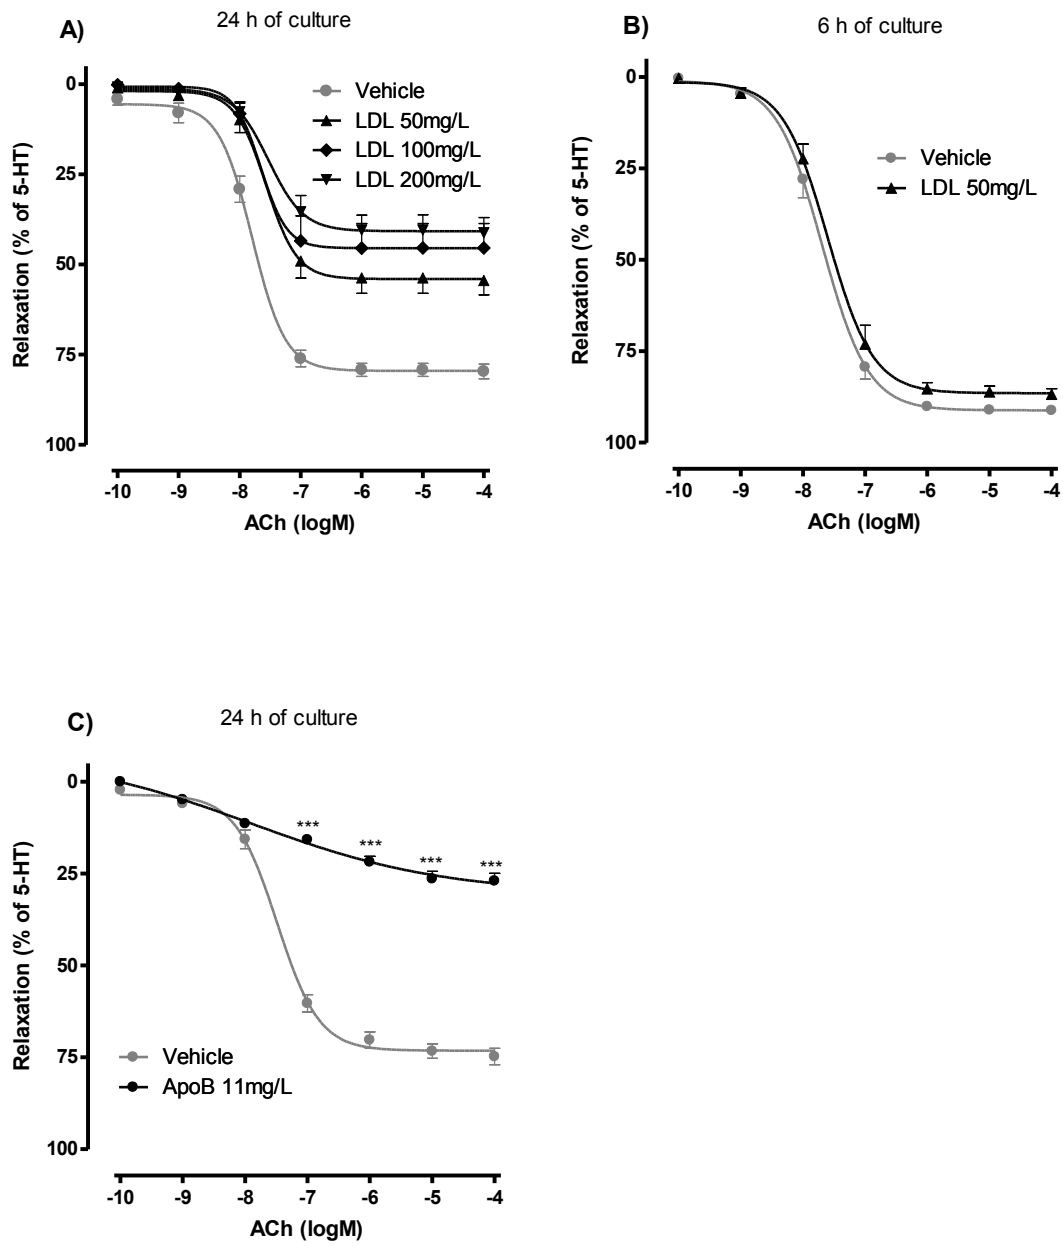 A)
24 h of culture
Relaxation (% of 5-HT)
0
25
50
75
100
Vehicle
LDL 50mg/L
LDL 100mg/L
LDL 200mg/L
-10 -9 -8 -7 -6 -5 -4
ACh (logM)
B)
6 h of culture
Relaxation (% of 5-HT)
0
25
50
75
100
Vehicle
LDL 50mg/L
-10 -9 -8 -7 -6 -5 -4
ACh (logM)
C)
24 h of culture
Relaxation (% of 5-HT)
0
25
50
75
100
*** *** *** ***
Vehicle
ApoB 11mg/L
-10 -9 -8 -7 -6 -5 -4
ACh (logM)